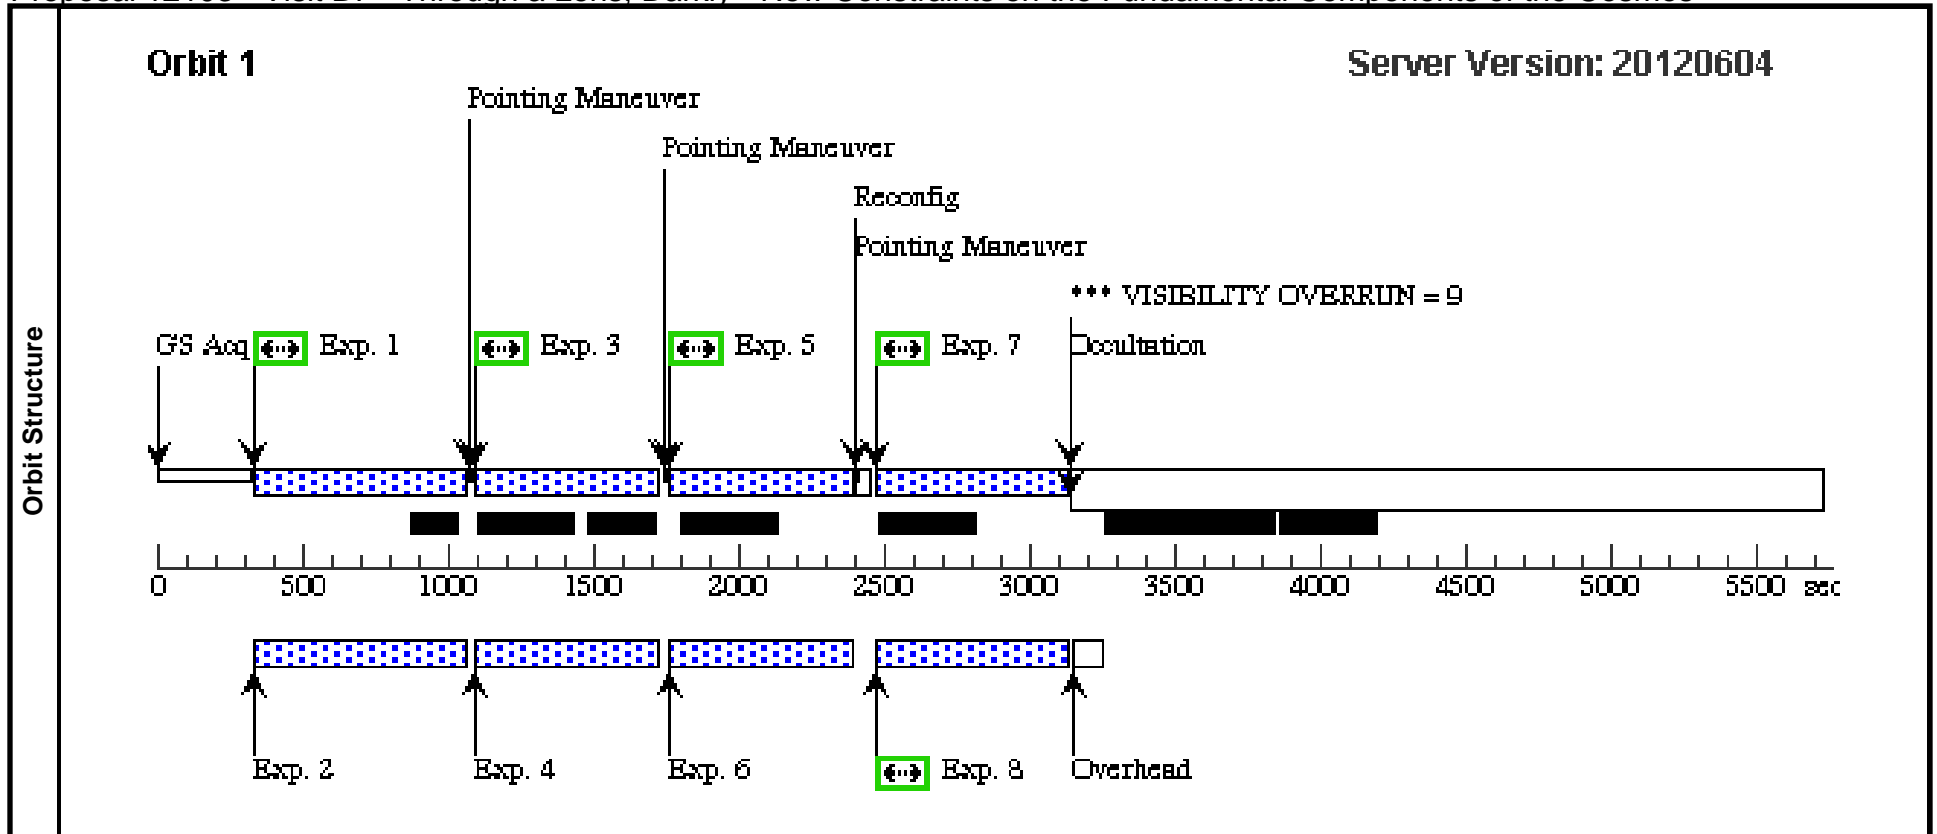 Orbit 1
Server Version: 20120604
Pointing Maneuver
Pointing Maneuver
Reconfig
Pointing Maneuver
*** VISIBILITY OVERRUN = 9
GS Acq
Exp. 1
Exp. 3
Exp. 5
Exp. 7
Occultation
Orbit Structure
0 500 1000 1500 2000 2500 3000 3500 4000 4500 5000 5500 sec
Exp. 2
Exp. 4
Exp. 6
Exp. 8
Overhead